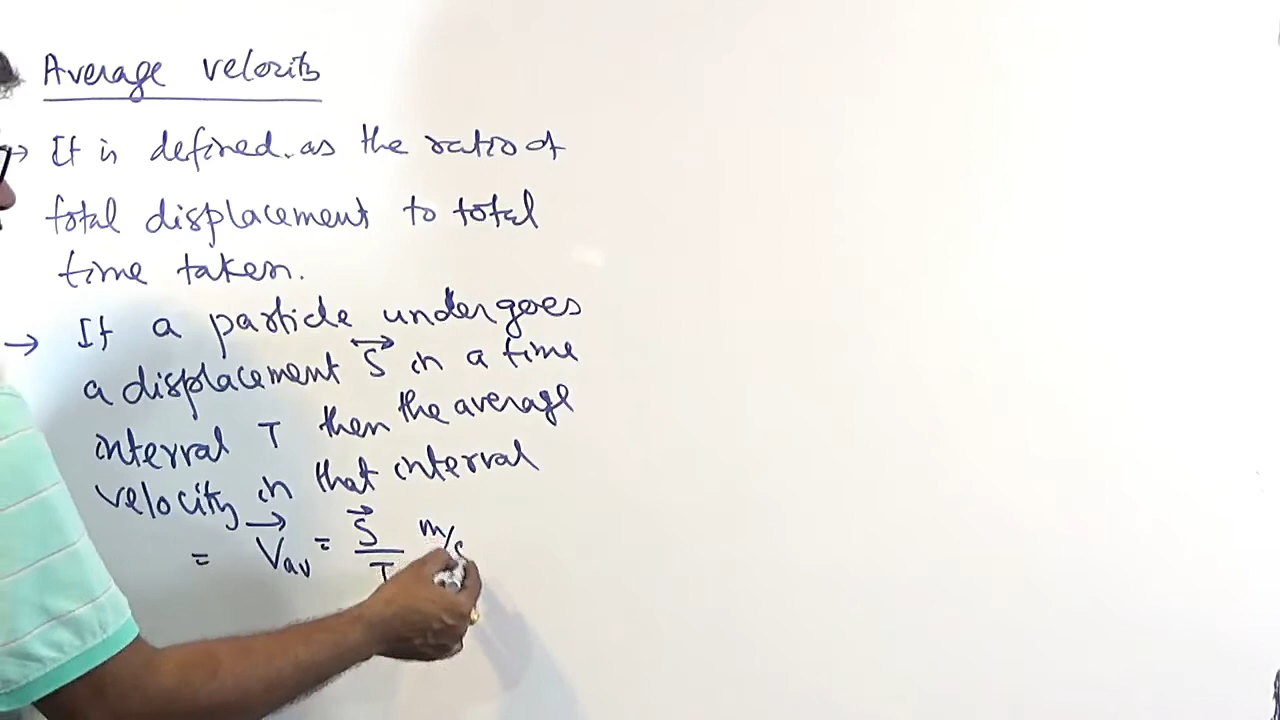 Average velocity
→ It is defined as the ratio of
total displacement to total
time taken.
→ If a particle undergoes
a displacement S⃗ in a time
interval T then the average
velocity in that interval
= V⃗av = S⃗/T m/s